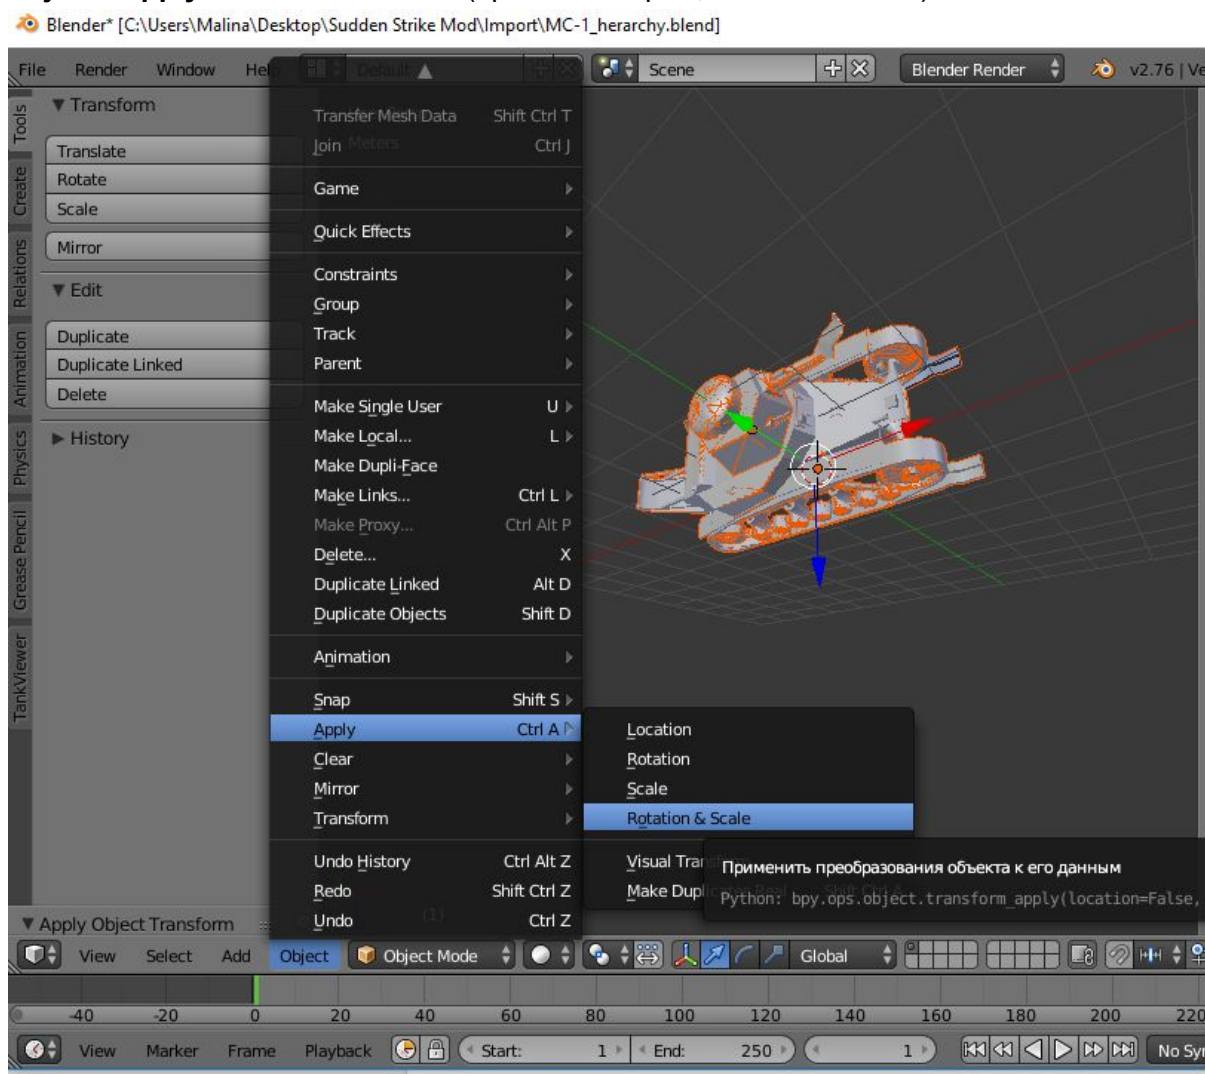 Blender* [C:\Users\Malina\Desktop\Sudden Strike Mod\Import\MC-1_herarchy.blend]
File Render Window Scene Blender Render v2.76
Tools
Create
Relations
Animation
Physics
Grease Pencil
TankViewer
Transform
Translate
Rotate
Scale
Mirror
Edit
Duplicate
Duplicate Linked
Delete
History
Apply Object Transform
Default
Meters
Transfer Mesh Data Shift Ctrl T
Join Ctrl J
Game
Quick Effects
Constraints
Group
Track
Parent
Make Single User U
Make Local... L
Make Dupli-Face
Make Links... Ctrl L
Make Proxy... Ctrl Alt P
Delete... X
Duplicate Linked Alt D
Duplicate Objects Shift D
Animation
Snap Shift S
Apply Ctrl A
Clear
Mirror
Transform
Undo History Ctrl Alt Z
Redo Shift Ctrl Z
Undo Ctrl Z
(1)
Location
Rotation
Scale
Rotation & Scale
Visual
Make
Применить преобразования объекта к его данным
Python: bpy.ops.object.transform_apply(location=False,
View Select Add Object Object Mode Global
-40 -20 0 20 40 60 80 100 120 140 160 180 200 220
View Marker Frame Playback Start: 1 End: 250 1 No